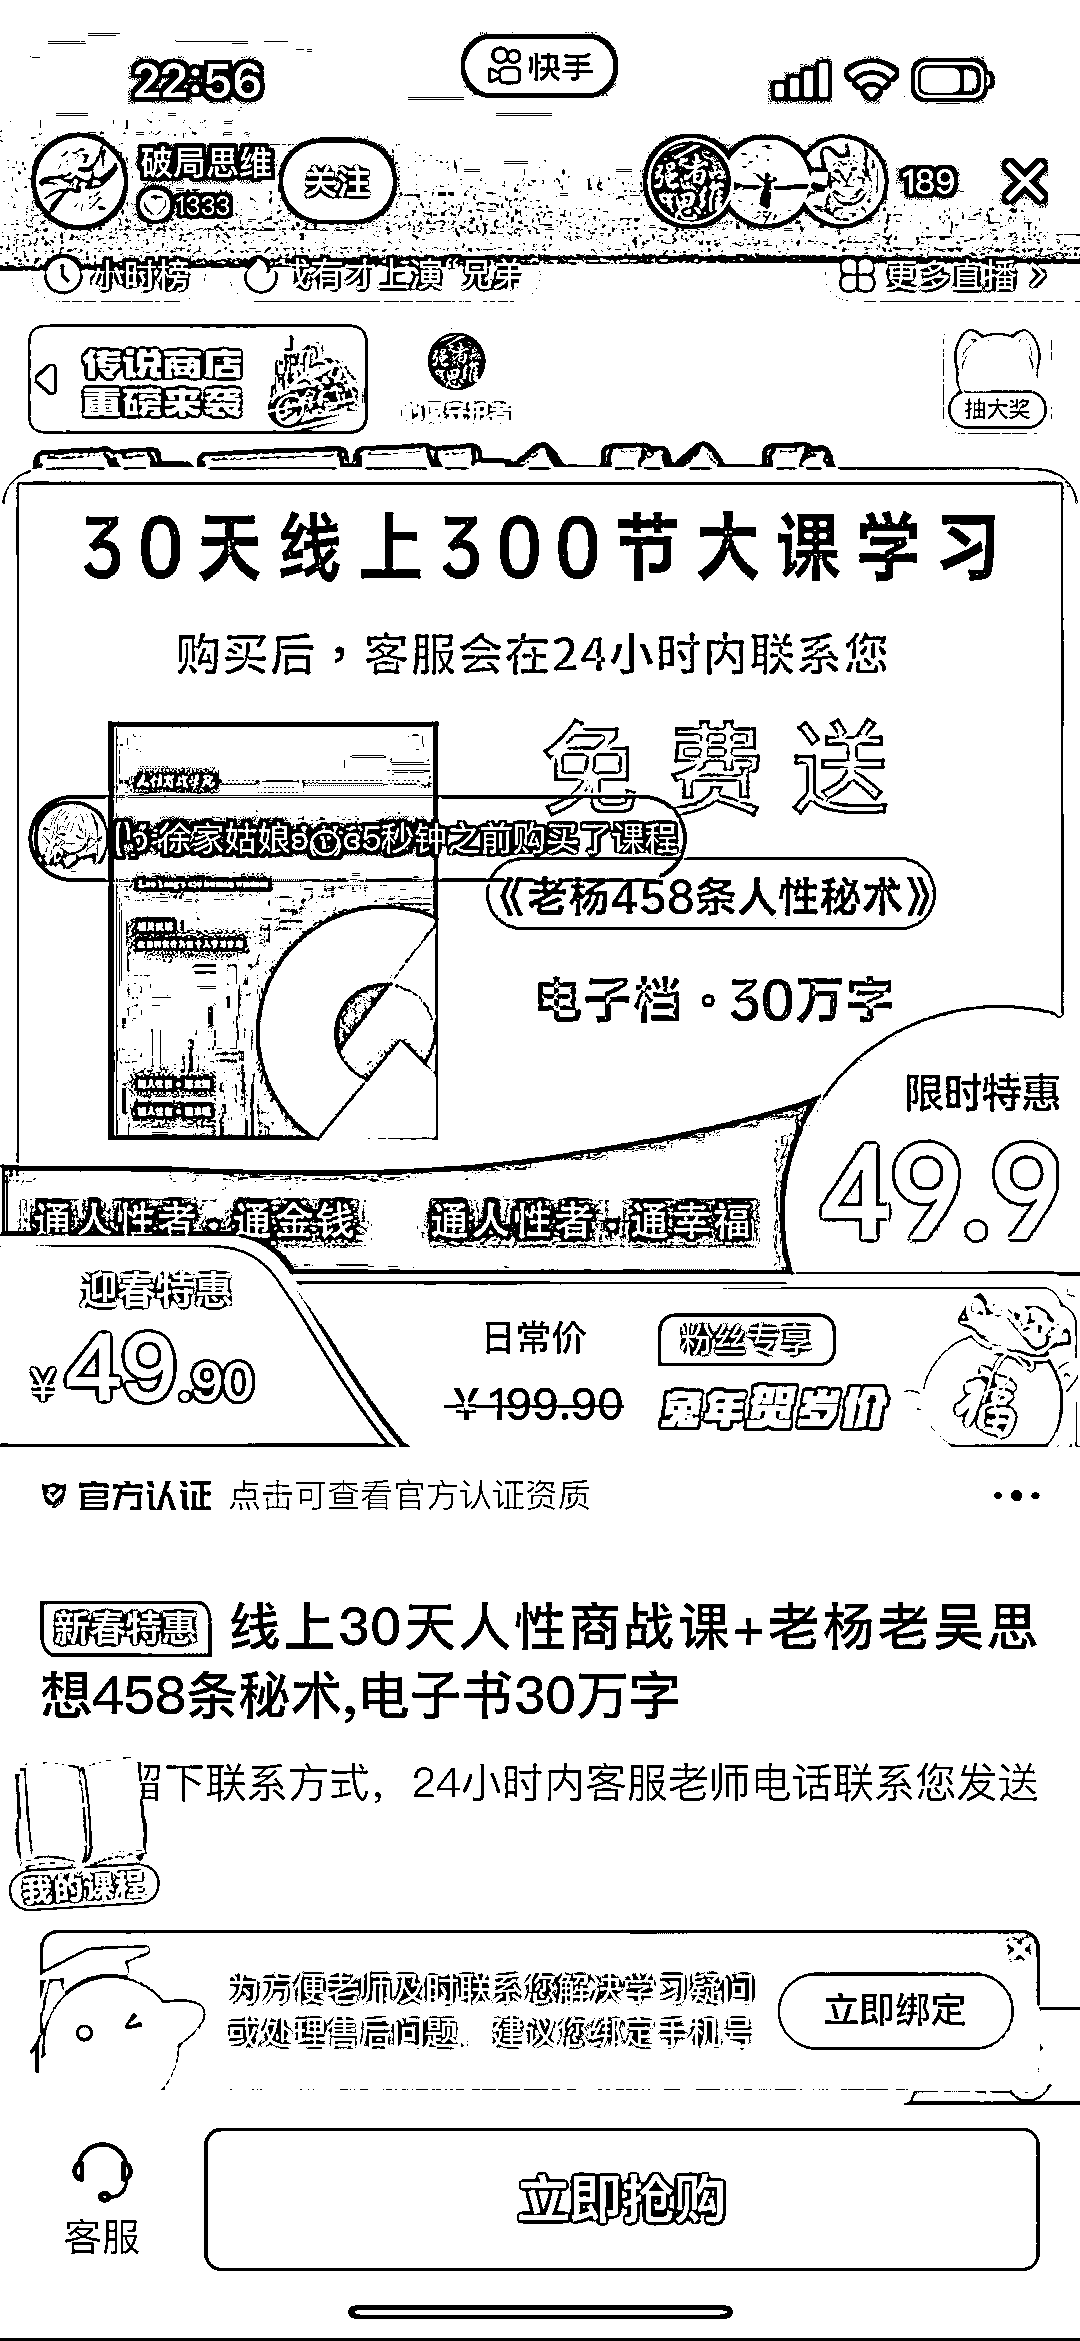 22:56
快手
破局思维
1333
关注
189
小时榜
更多直播
传说商店
重磅来袭
抽大奖
30天线上300节大课学习
购买后，客服会在24小时内联系您
免费送
徐家姑娘
35秒钟之前购买了课程
《老杨458条人性秘术》
电子档·30万字
限时特惠
49.9
通人性者·通金钱 通人性者·通幸福
迎春特惠
¥49.90
日常价
¥199.90
粉丝专享
兔年贺岁价
福
官方认证 点击可查看官方认证资质
新春特惠 线上30天人性商战课+老杨老吴思
想458条秘术,电子书30万字
留下联系方式，24小时内客服老师电话联系您发送
我的课程
为方便老师及时联系您解决学习疑问
或处理售后问题，建议您绑定手机号
立即绑定
客服
立即抢购